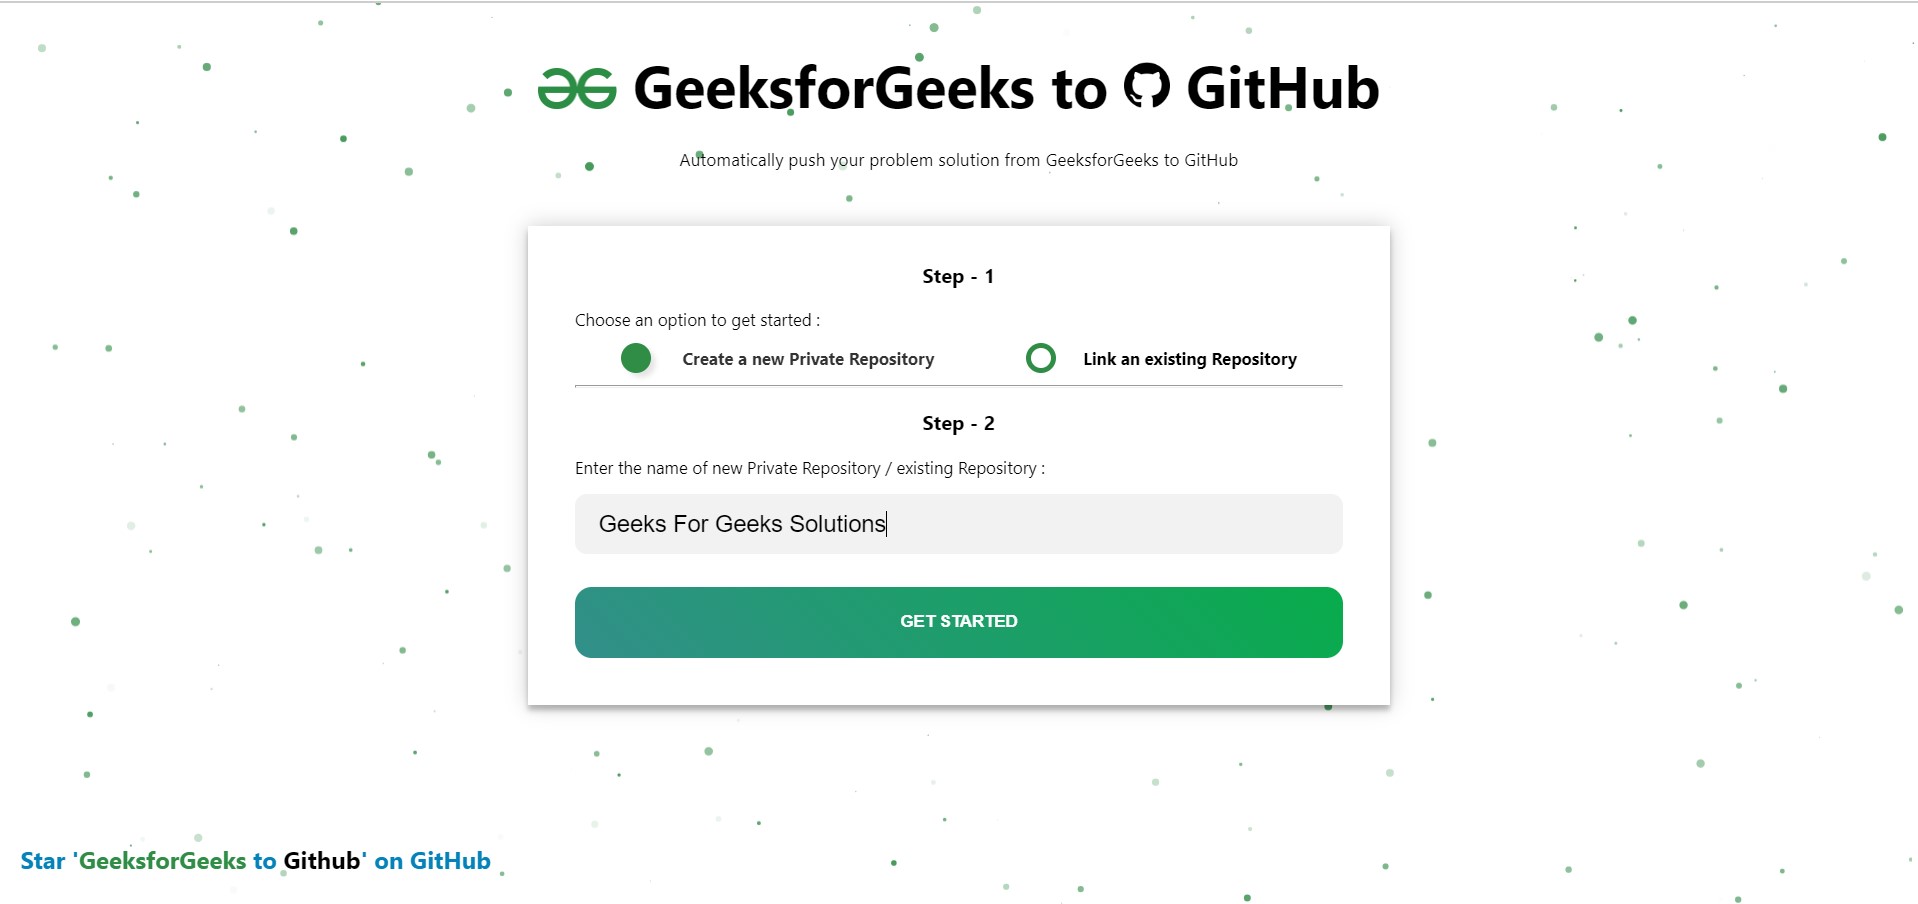 GeeksforGeeks to GitHub
Automatically push your problem solution from GeeksforGeeks to GitHub
Step - 1
Choose an option to get started :
Create a new Private Repository Link an existing Repository
Step - 2
Enter the name of new Private Repository / existing Repository :
Geeks For Geeks Solutions
GET STARTED
Star 'GeeksforGeeks to Github' on GitHub